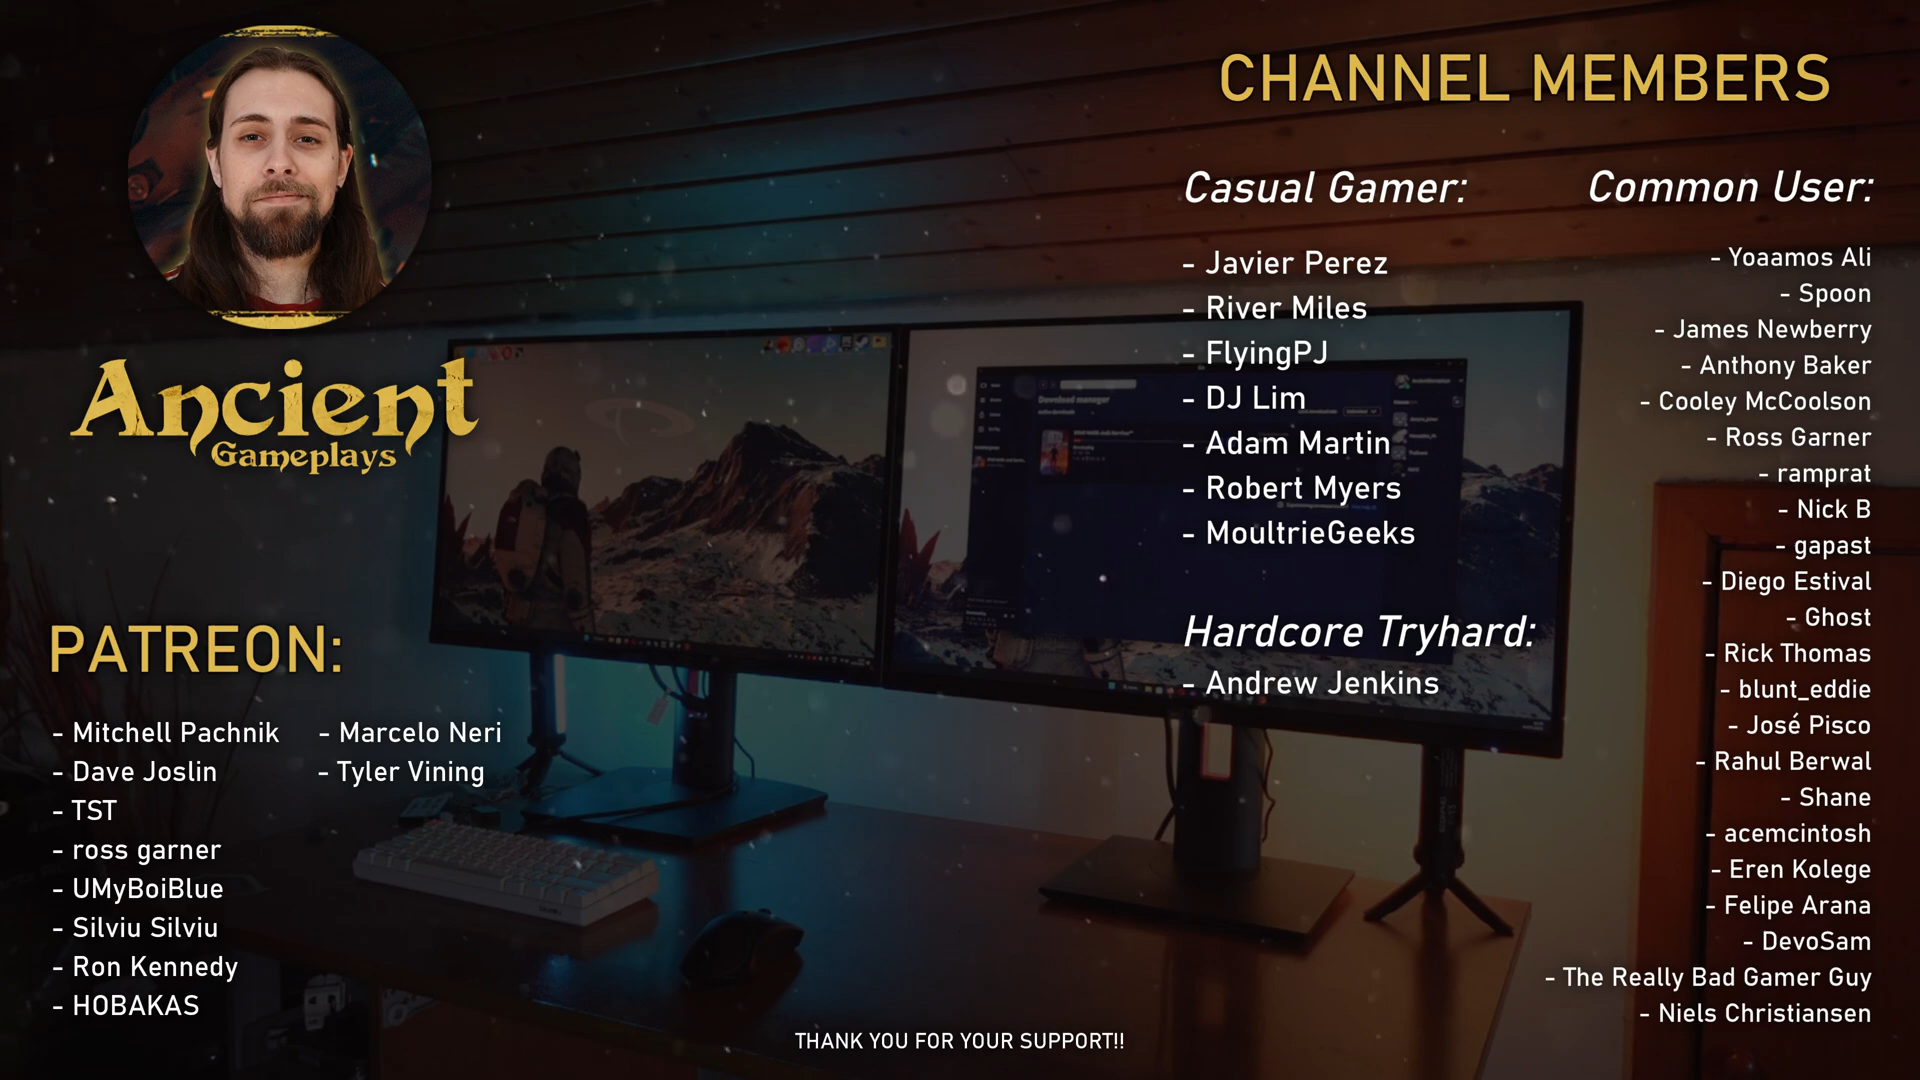 Ancient
Gameplays
PATREON:
- Mitchell Pachnik
- Dave Joslin
- TST
- ross garner
- UMyBoiBlue
- Silviu Silviu
- Ron Kennedy
- HOBAKAS
- Marcelo Neri
- Tyler Vining
CHANNEL MEMBERS
Casual Gamer:
- Javier Perez
- River Miles
- FlyingPJ
- DJ Lim
- Adam Martin
- Robert Myers
- MoultrieGeeks
Hardcore Tryhard:
- Andrew Jenkins
Common User:
- Yoaamos Ali
- Spoon
- James Newberry
- Anthony Baker
- Cooley McCoolson
- Ross Garner
- ramprat
- Nick B
- gapast
- Diego Estival
- Ghost
- Rick Thomas
- blunt_eddie
- José Pisco
- Rahul Berwal
- Shane
- acemcintosh
- Eren Kolege
- Felipe Arana
- DevoSam
- The Really Bad Gamer Guy
- Niels Christiansen
Download manager
THANK YOU FOR YOUR SUPPORT!!